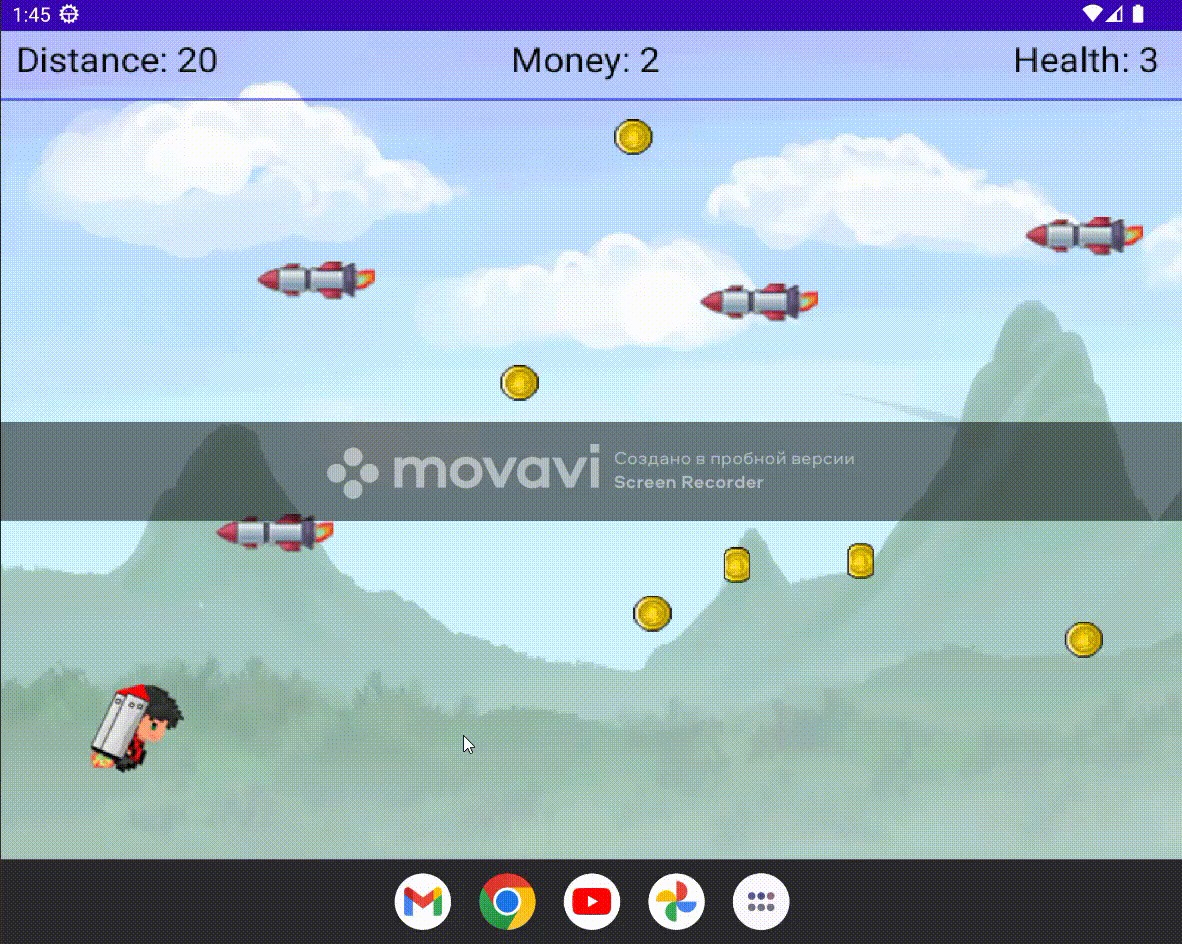 1:45
Distance: 20
Money: 2
Health: 3
movavi
Создано в пробной версии
Screen Recorder